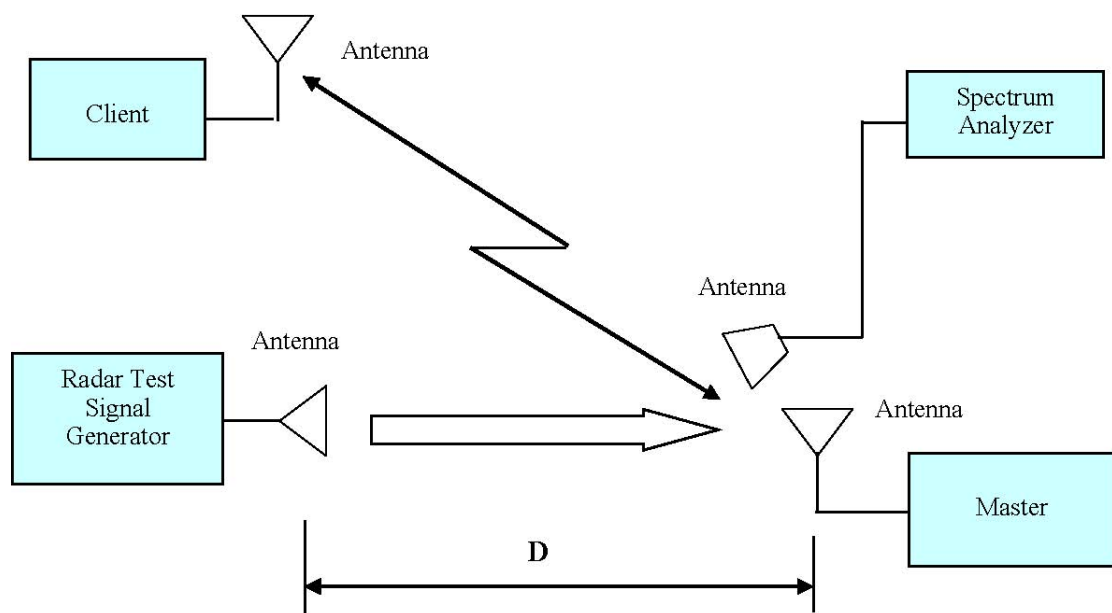 Antenna
Client
Spectrum
Analyzer
Antenna
Antenna
Radar Test
Signal
Generator
Antenna
Master
D